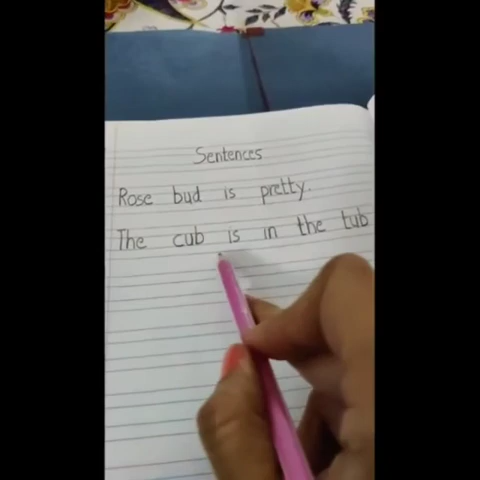 Sentences
Rose bud is pretty.
The cub is in the tub